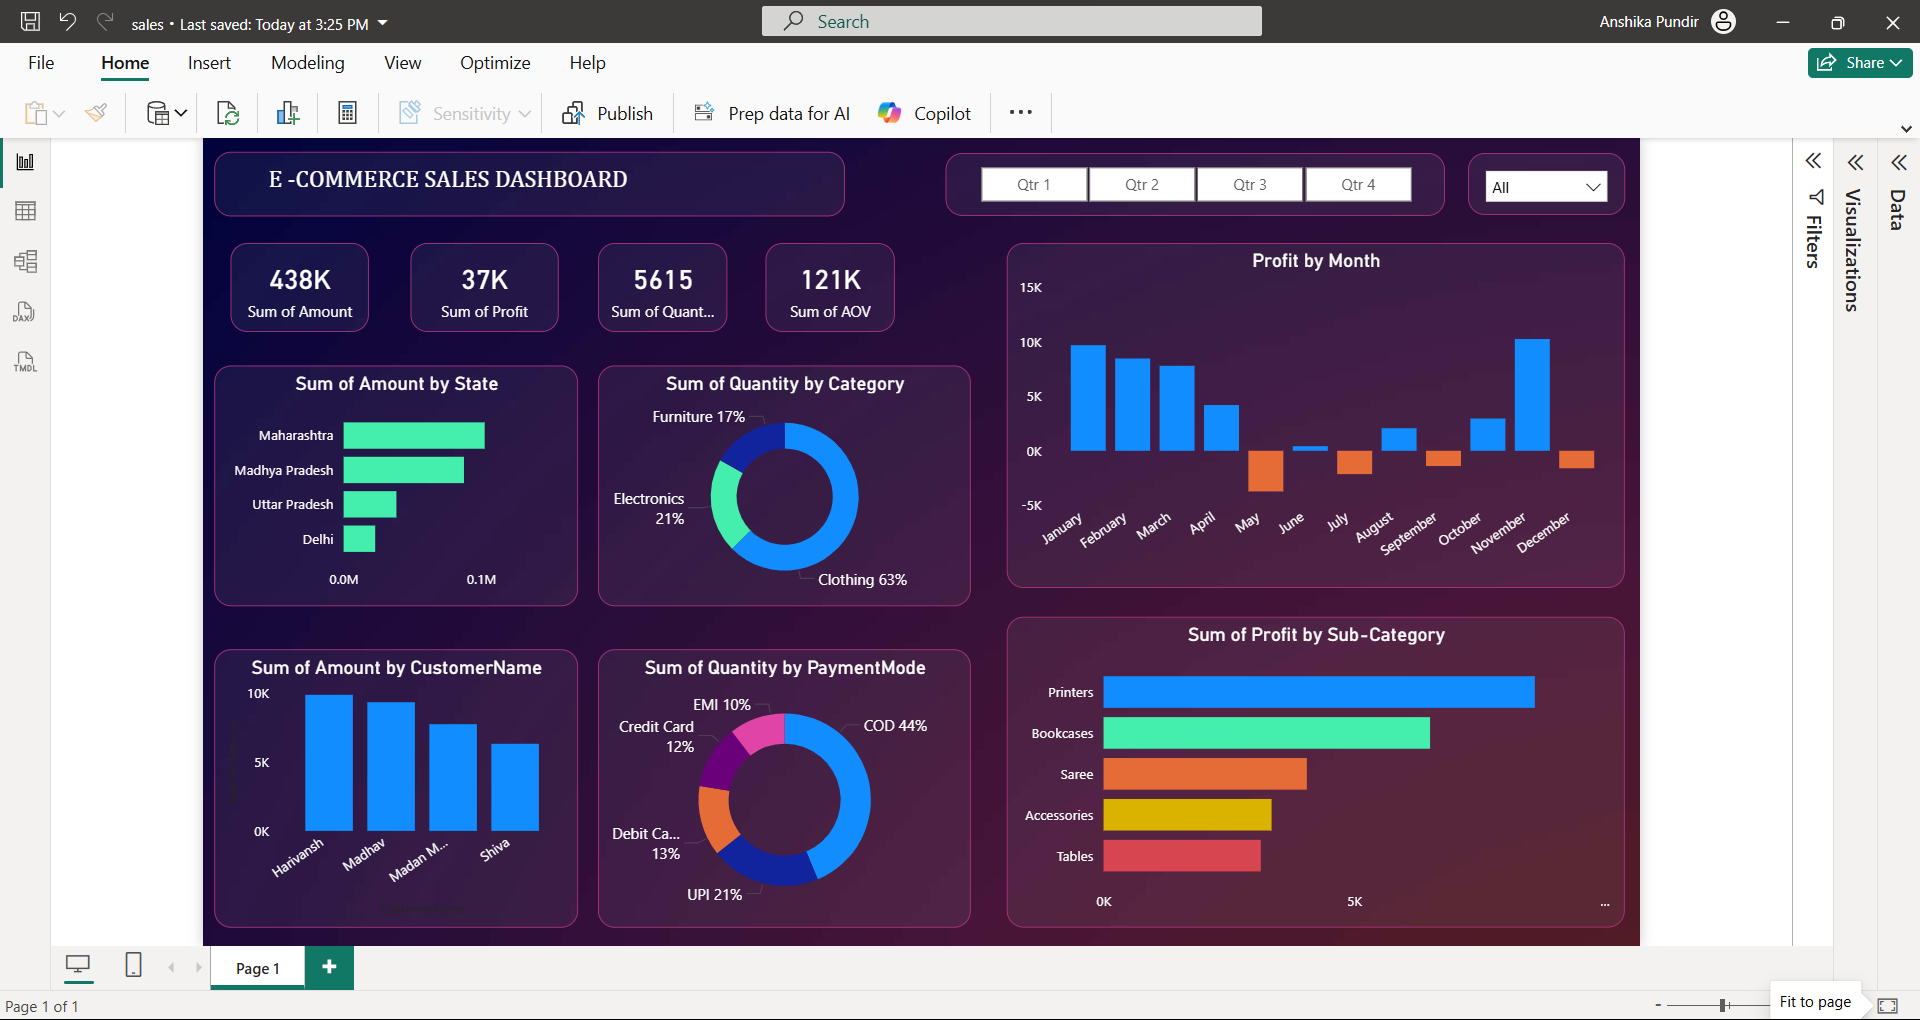 sales • Last saved: Today at 3:25 PM
Search
Anshika Pundir
File
Home
Insert
Modeling
View
Optimize
Help
Share
Sensitivity
Publish
Prep data for AI
Copilot
...
DAX
TMDL
E -COMMERCE SALES DASHBOARD
Qtr 1
Qtr 2
Qtr 3
Qtr 4
All
438K
Sum of Amount
37K
Sum of Profit
5615
Sum of Quant...
121K
Sum of AOV
Sum of Amount by State
Maharashtra
Madhya Pradesh
Uttar Pradesh
Delhi
0.0M
0.1M
Sum of Quantity by Category
Furniture 17%
Electronics
21%
Clothing 63%
Profit by Month
15K
10K
5K
0K
-5K
January
February
March
April
May
June
July
August
September
October
November
December
Sum of Amount by CustomerName
10K
5K
0K
Harivansh
Madhav
Madan M...
Shiva
Sum of Quantity by PaymentMode
EMI 10%
Credit Card
12%
COD 44%
Debit Ca...
13%
UPI 21%
Sum of Profit by Sub-Category
Printers
Bookcases
Saree
Accessories
Tables
0K
5K
...
Filters
Visualizations
Data
Page 1
Page 1 of 1
Fit to page